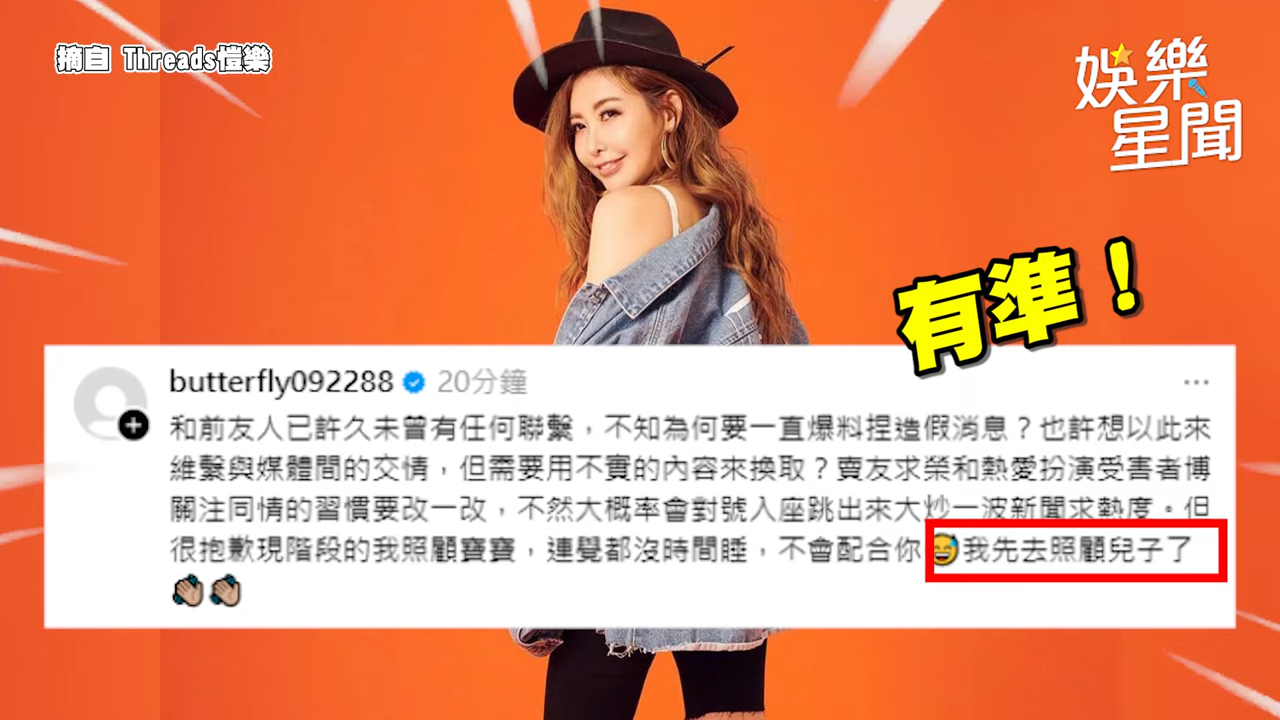 摘自 Threads愷樂
娛樂
星聞
有準！
butterfly092288 20分鐘
和前友人已許久未曾有任何聯繫，不知為何要一直爆料捏造假消息？也許想以此來
維繫與媒體間的交情，但需要用不實的內容來換取？賣友求榮和熱愛扮演受害者博
關注同情的習慣要改一改，不然大概率會對號入座跳出來大炒一波新聞求熱度。但
很抱歉現階段的我照顧寶寶，連覺都沒時間睡，不會配合你😅我先去照顧兒子了
👏🏽👏🏽